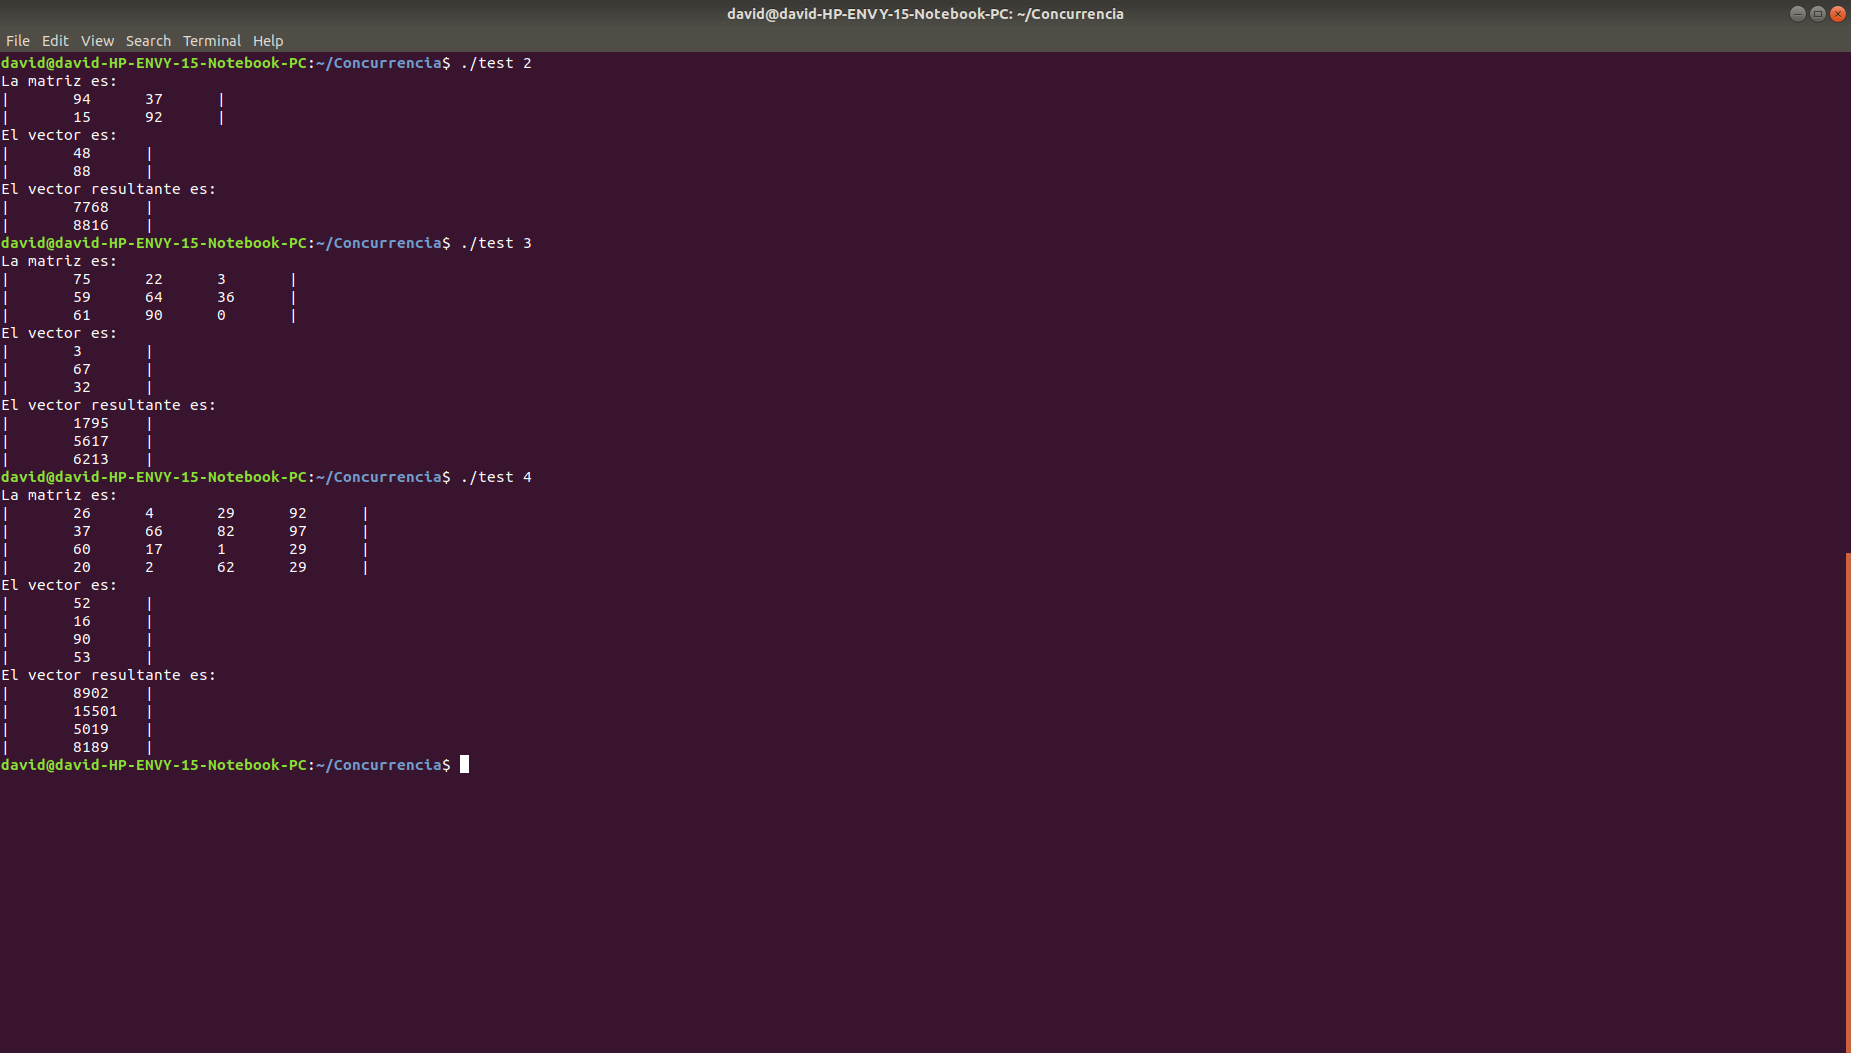 david@david-HP-ENVY-15-Notebook-PC: ~/Concurrencia
File Edit View Search Terminal Help
david@david-HP-ENVY-15-Notebook-PC:~/Concurrencia$ ./test 2
La matriz es:
| 94 37 |
| 15 92 |
El vector es:
| 48 |
| 88 |
El vector resultante es:
| 7768 |
| 8816 |
david@david-HP-ENVY-15-Notebook-PC:~/Concurrencia$ ./test 3
La matriz es:
| 75 22 3 |
| 59 64 36 |
| 61 90 0 |
El vector es:
| 3 |
| 67 |
| 32 |
El vector resultante es:
| 1795 |
| 5617 |
| 6213 |
david@david-HP-ENVY-15-Notebook-PC:~/Concurrencia$ ./test 4
La matriz es:
| 26 4 29 92 |
| 37 66 82 97 |
| 60 17 1 29 |
| 20 2 62 29 |
El vector es:
| 52 |
| 16 |
| 90 |
| 53 |
El vector resultante es:
| 8902 |
| 15501 |
| 5019 |
| 8189 |
david@david-HP-ENVY-15-Notebook-PC:~/Concurrencia$